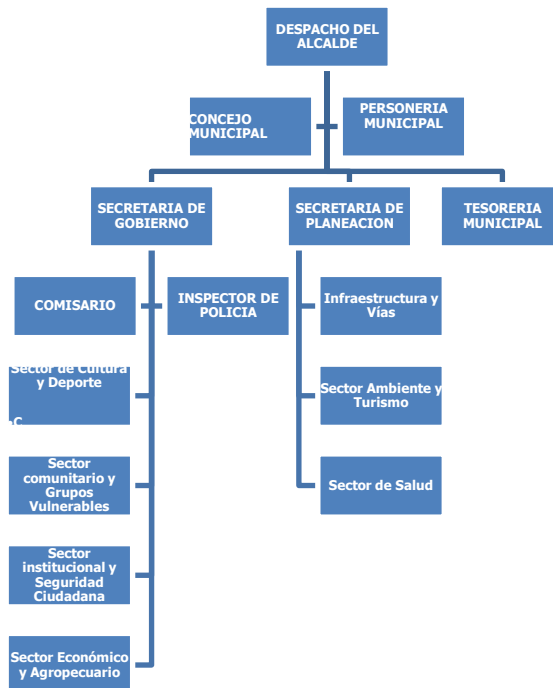 DESPACHO DEL
ALCALDE
CONCEJO
MUNICIPAL
PERSONERIA
MUNICIPAL
SECRETARIA DE
GOBIERNO
SECRETARIA DE
PLANEACION
TESORERIA
MUNICIPAL
COMISARIO
INSPECTOR DE
POLICIA
Infraestructura y
Vías
Sector de Cultura
y Deporte
Sector Ambiente y
Turismo
Sector
comunitario y
Grupos
Vulnerables
Sector de Salud
Sector
institucional y
Seguridad
Ciudadana
Sector Económico
y Agropecuario